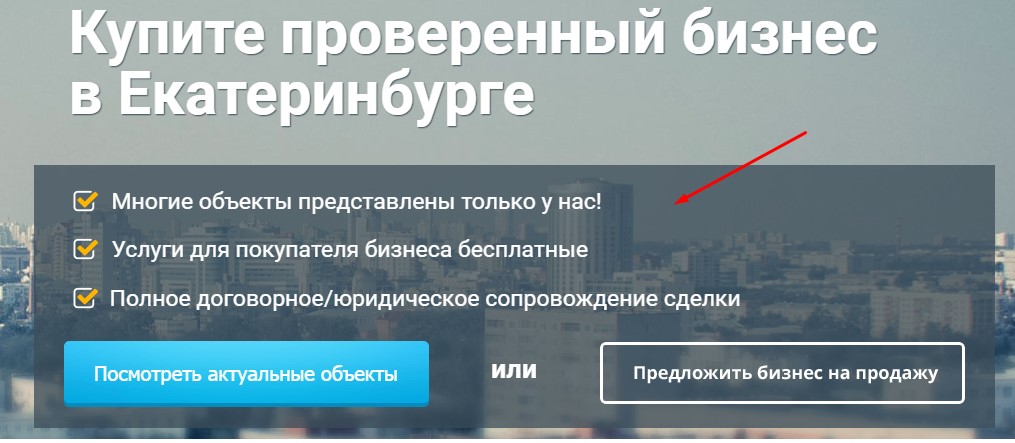 Купите проверенный бизнес
в Екатеринбурге
Многие объекты представлены только у нас!
Услуги для покупателя бизнеса бесплатные
Полное договорное/юридическое сопровождение сделки
Посмотреть актуальные объекты
или
Предложить бизнес на продажу